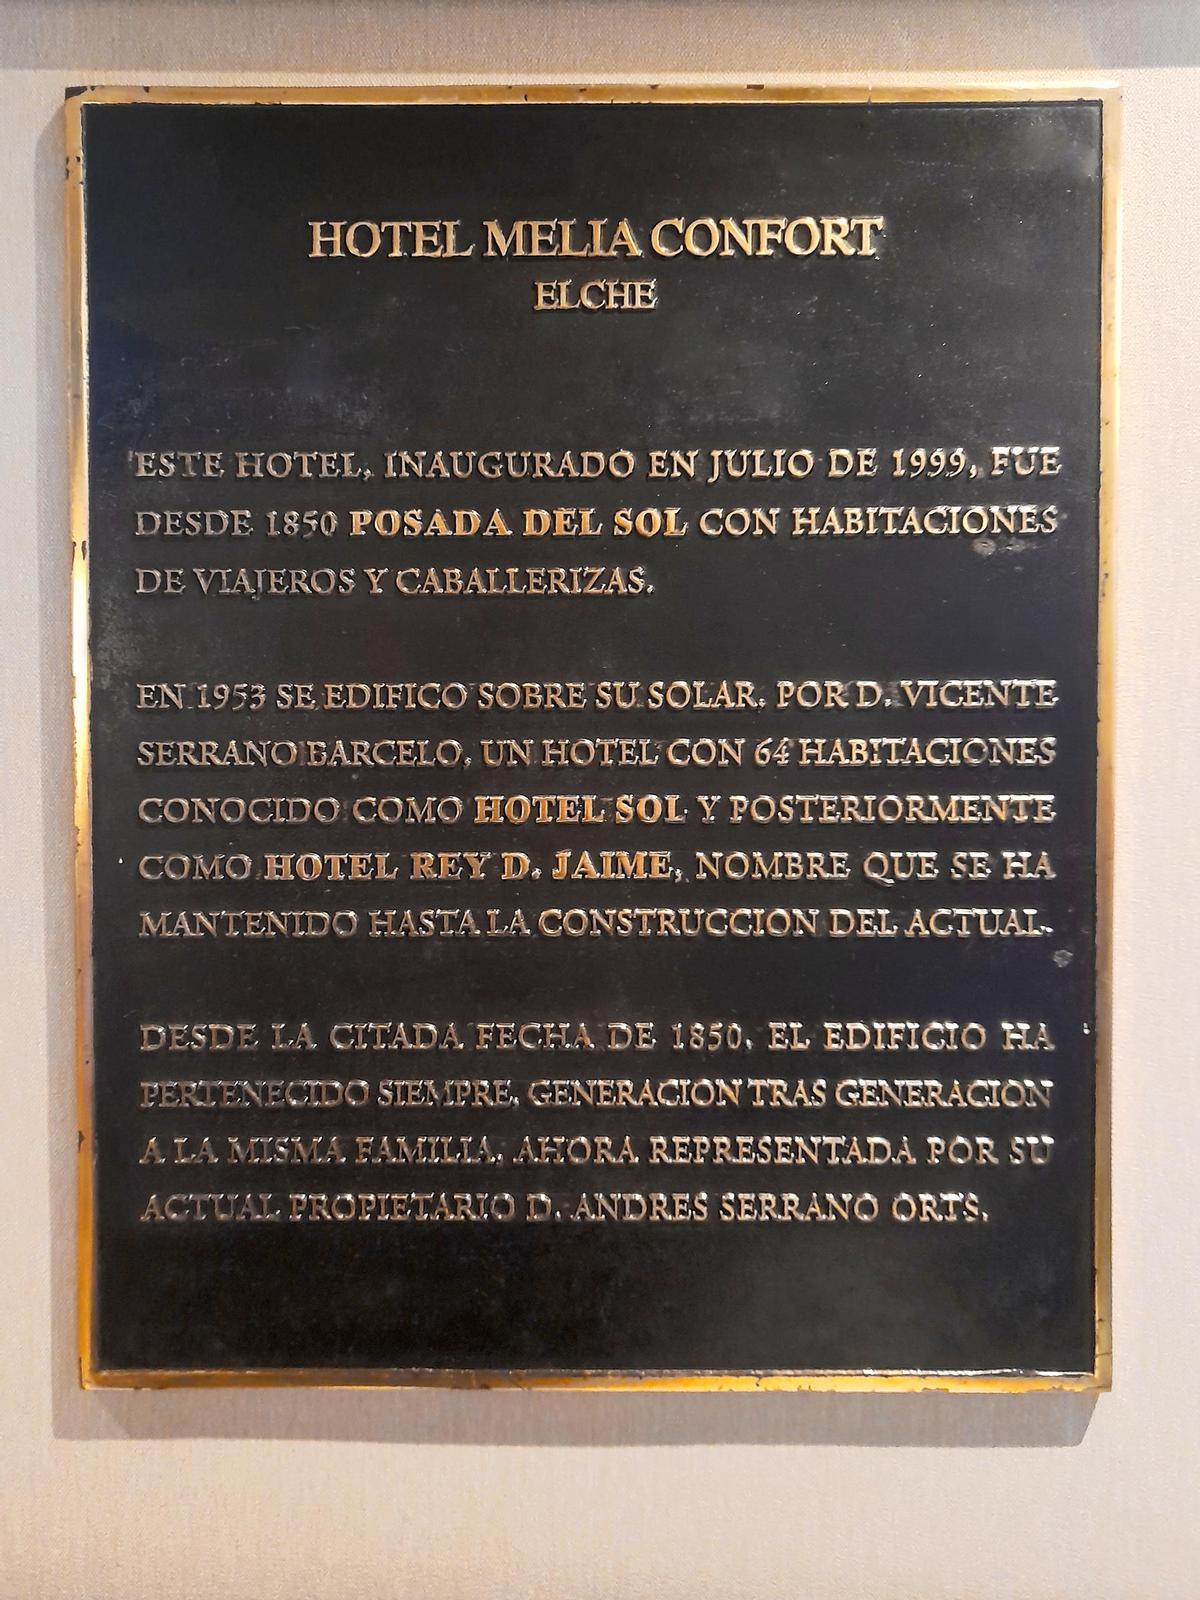 HOTEL MELIA CONFORT
ELCHE
ESTE HOTEL, INAUGURADO EN JULIO DE 1999, FUE
DESDE 1850 POSADA DEL SOL CON HABITACIONES
DE VIAJEROS Y CABALLERIZAS.
EN 1953 SE EDIFICO SOBRE SU SOLAR, POR D. VICENTE
SERRANO BARCELO, UN HOTEL CON 64 HABITACIONES
CONOCIDO COMO HOTEL SOL Y POSTERIORMENTE
COMO HOTEL REY D. JAIME, NOMBRE QUE SE HA
MANTENIDO HASTA LA CONSTRUCCION DEL ACTUAL.
DESDE LA CITADA FECHA DE 1850, EL EDIFICIO HA
PERTENECIDO SIEMPRE, GENERACION TRAS GENERACION
A LA MISMA FAMILIA, AHORA REPRESENTADA POR SU
ACTUAL PROPIETARIO D. ANDRES SERRANO ORTS.